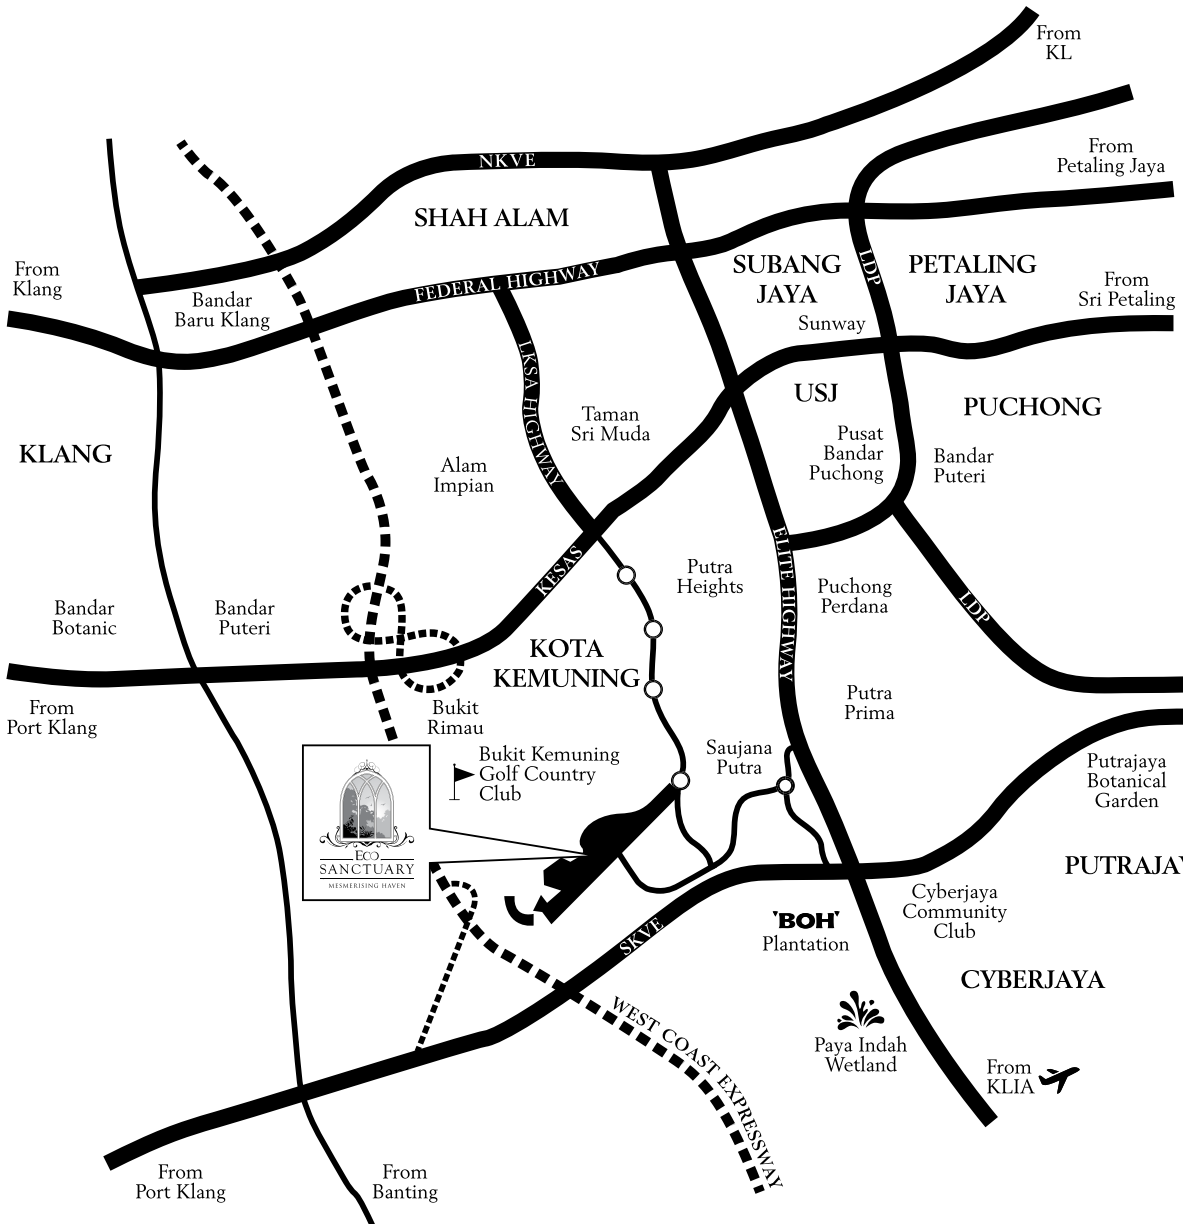 From
KL
From
Petaling Jaya
NKVE
SHAH ALAM
From
Klang
Bandar
Baru Klang
FEDERAL HIGHWAY
SUBANG
JAYA
LDP
PETALING
JAYA
From
Sri Petaling
Sunway
LKSA HIGHWAY
USJ
PUCHONG
Taman
Sri Muda
KLANG
Alam
Impian
Pusat
Bandar
Puchong
Bandar
Puteri
KESAS
ELITE HIGHWAY
Putra
Heights
Puchong
Perdana
LDP
Bandar
Botanic
Bandar
Puteri
KOTA
KEMUNING
From
Port Klang
Bukit
Rimau
Putra
Prima
Bukit Kemuning
Golf Country
Club
Saujana
Putra
Putrajaya
Botanical
Garden
ECO
SANCTUARY
MESMERISING HAVEN
PUTRAJAY
Cyberjaya
Community
Club
SKVE
'BOH'
Plantation
CYBERJAYA
WEST COAST EXPRESSWAY
Paya Indah
Wetland
From
KLIA
From
Port Klang
From
Banting